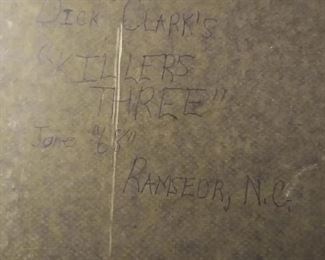 Dick Clark's
"Killers
Three"
June "68"
Ramseur, N.C.